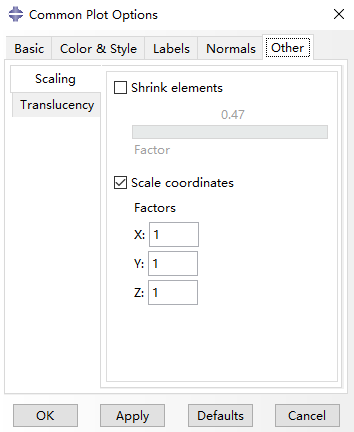 Common Plot Options
Basic Color & Style Labels Normals Other
Scaling
Translucency
Shrink elements
0.47
Factor
Scale coordinates
Factors
X: 1
Y: 1
Z: 1
OK Apply Defaults Cancel